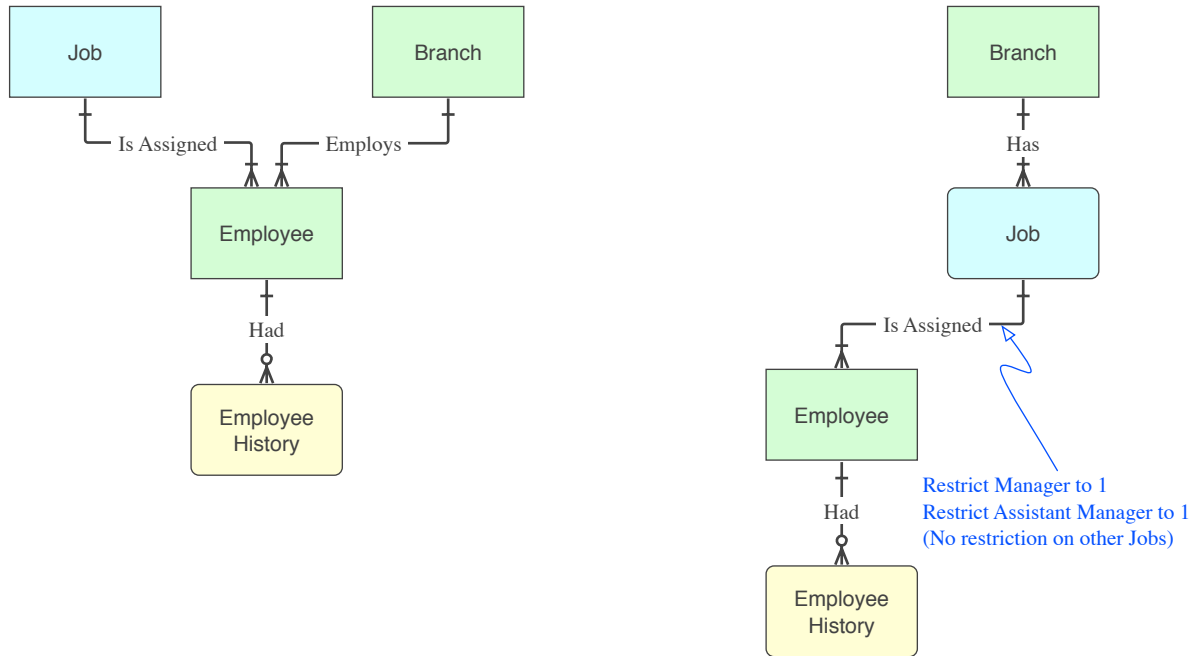 Job
Branch
Is Assigned
Employs
Employee
Had
Employee
History
Branch
Has
Job
Is Assigned
Employee
Had
Employee
History
Restrict Manager to 1
Restrict Assistant Manager to 1
(No restriction on other Jobs)